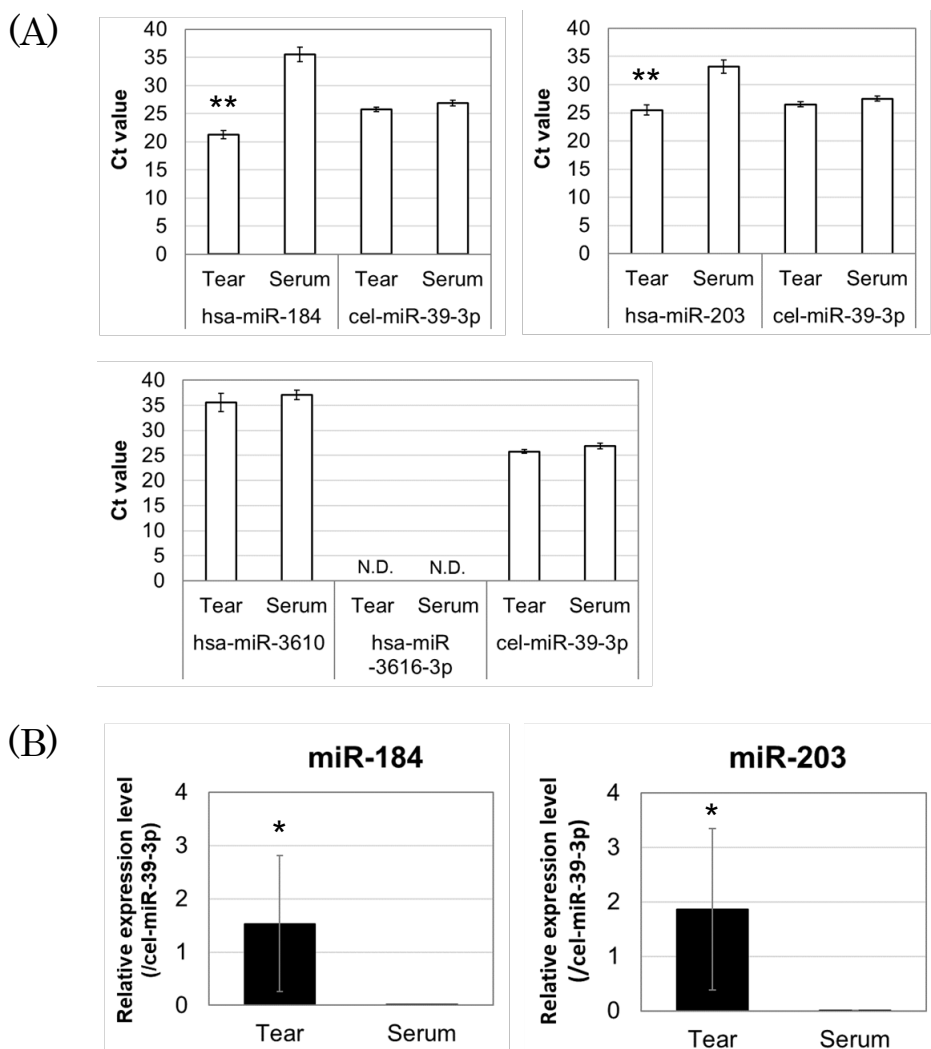 (A)
Ct value
40
35
30
25
20
15
10
5
0
**
Tear Serum Tear Serum
hsa-miR-184 cel-miR-39-3p
Ct value
40
35
30
25
20
15
10
5
0
**
Tear Serum Tear Serum
hsa-miR-203 cel-miR-39-3p
Ct value
40
35
30
25
20
15
10
5
0
N.D. N.D.
Tear Serum Tear Serum Tear Serum
hsa-miR-3610 hsa-miR cel-miR-39-3p
-3616-3p
(B)
miR-184
Relative expression level
(/cel-miR-39-3p)
4
3
2
1
0
*
Tear Serum
miR-203
Relative expression level
(/cel-miR-39-3p)
4
3
2
1
0
*
Tear Serum